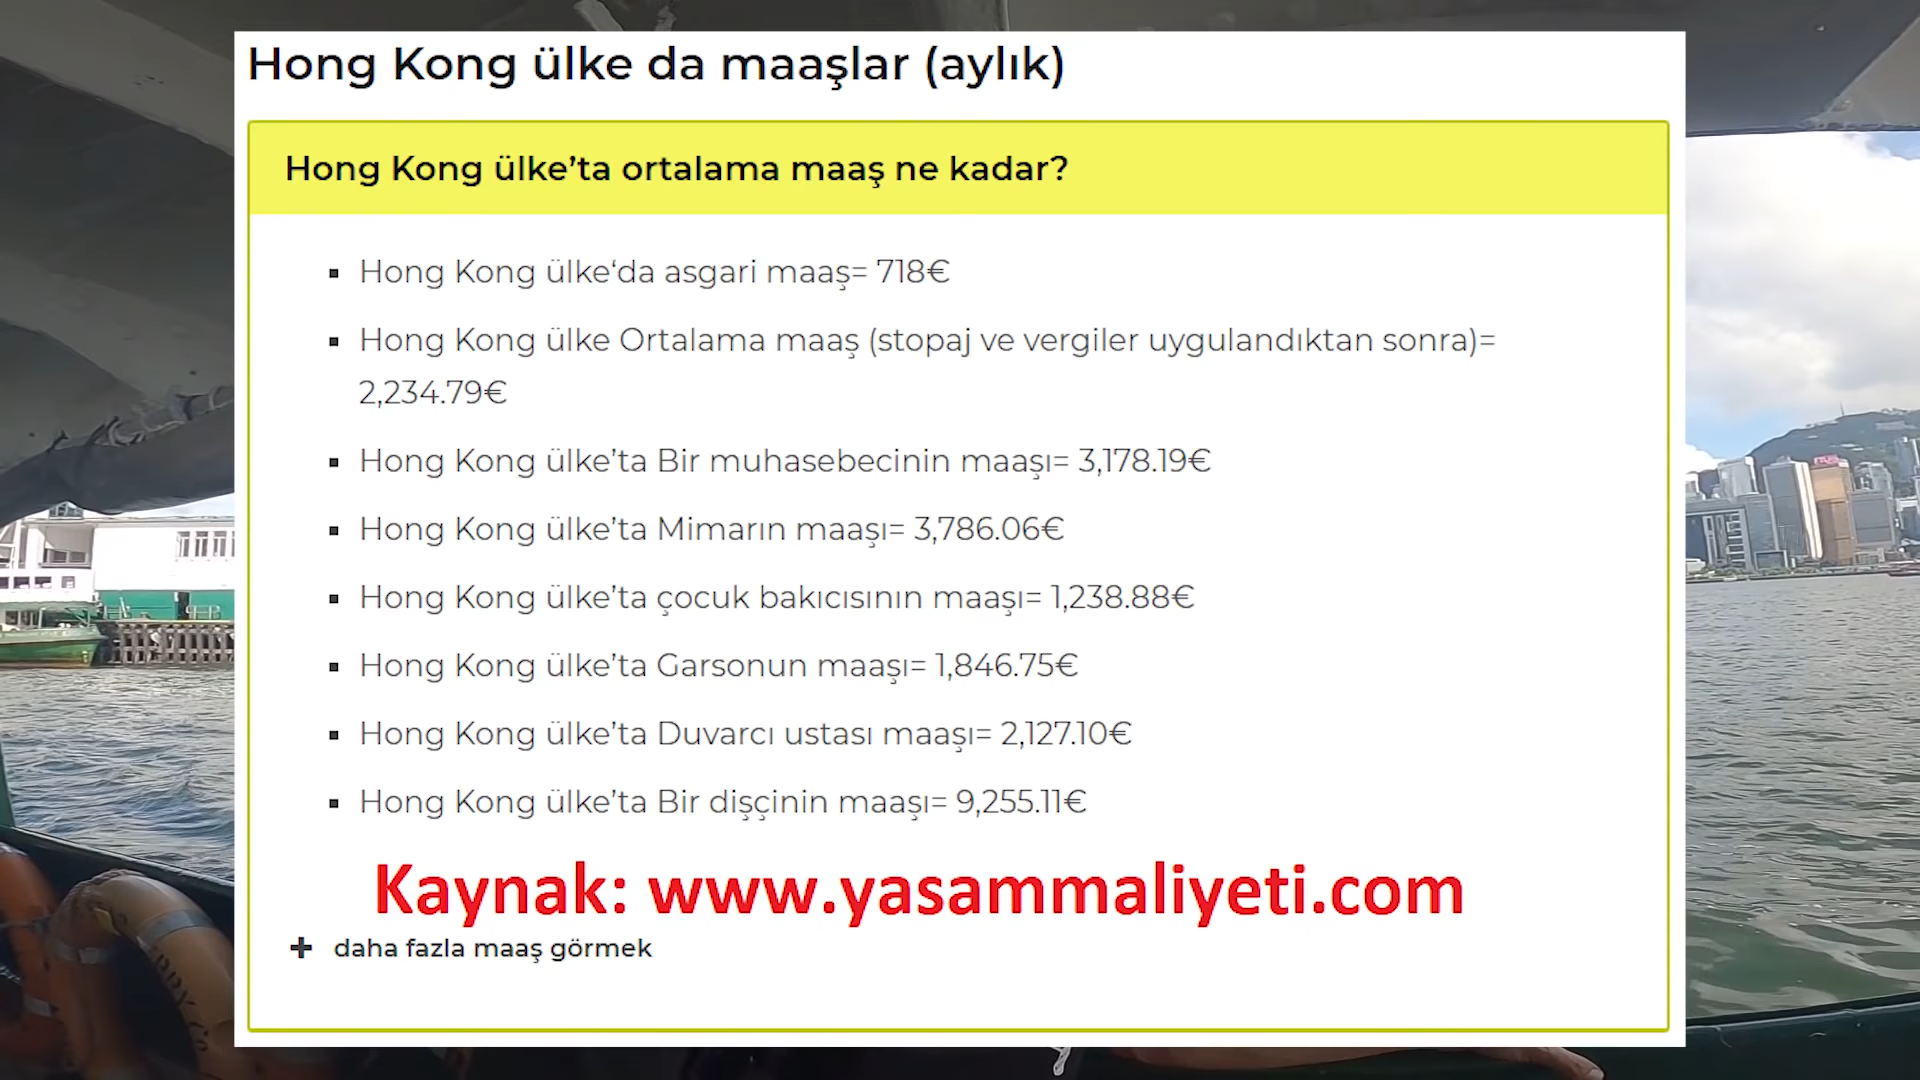 Hong Kong ülke da maaşlar (aylık)
Hong Kong ülke’ta ortalama maaş ne kadar?
Hong Kong ülke‘da asgari maaş= 718€
Hong Kong ülke Ortalama maaş (stopaj ve vergiler uygulandıktan sonra)=
2,234.79€
Hong Kong ülke’ta Bir muhasebecinin maaşı= 3,178.19€
Hong Kong ülke’ta Mimarın maaşı= 3,786.06€
Hong Kong ülke’ta çocuk bakıcısının maaşı= 1,238.88€
Hong Kong ülke’ta Garsonun maaşı= 1,846.75€
Hong Kong ülke’ta Duvarcı ustası maaşı= 2,127.10€
Hong Kong ülke’ta Bir dişçinin maaşı= 9,255.11€
Kaynak: www.yasammaliyeti.com
+ daha fazla maaş görmek